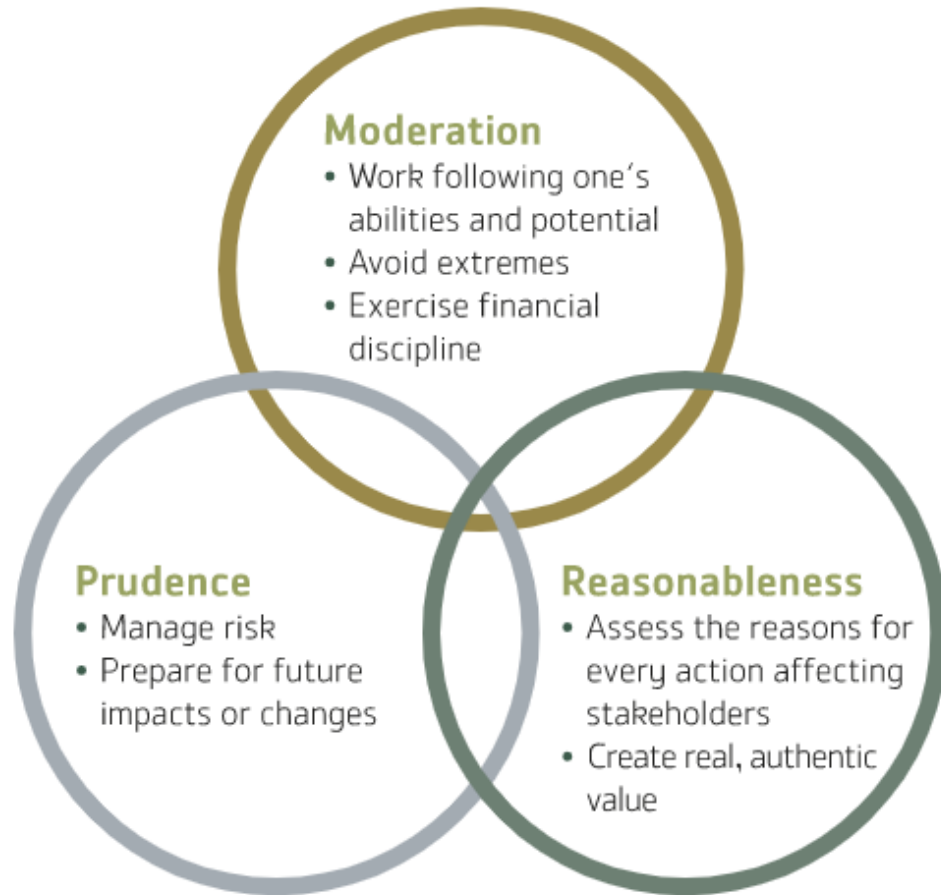 Moderation
• Work following one's
abilities and potential
• Avoid extremes
• Exercise financial
discipline
Prudence
• Manage risk
• Prepare for future
impacts or changes
Reasonableness
• Assess the reasons for
every action affecting
stakeholders
• Create real, authentic
value